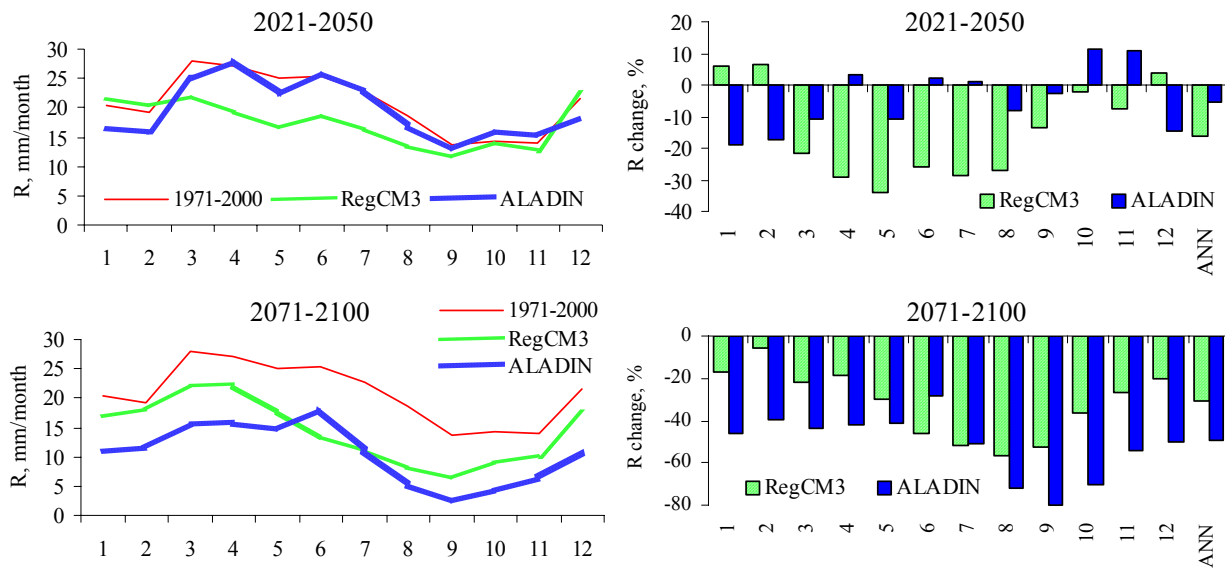 2021-2050
R, mm/month
30
25
20
15
10
5
0
1971-2000 RegCM3 ALADIN
1 2 3 4 5 6 7 8 9 10 11 12
R change, %
20
10
0
-10
-20
-30
-40
RegCM3 ALADIN
1 2 3 4 5 6 7 8 9 10 11 12 ANN
2071-2100
R, mm/month
30
25
20
15
10
5
0
1971-2000
RegCM3
ALADIN
1 2 3 4 5 6 7 8 9 10 11 12
2021-2050
2071-2100
R change, %
0
-20
-40
-60
-80
RegCM3 ALADIN
1 2 3 4 5 6 7 8 9 10 11 12 ANN